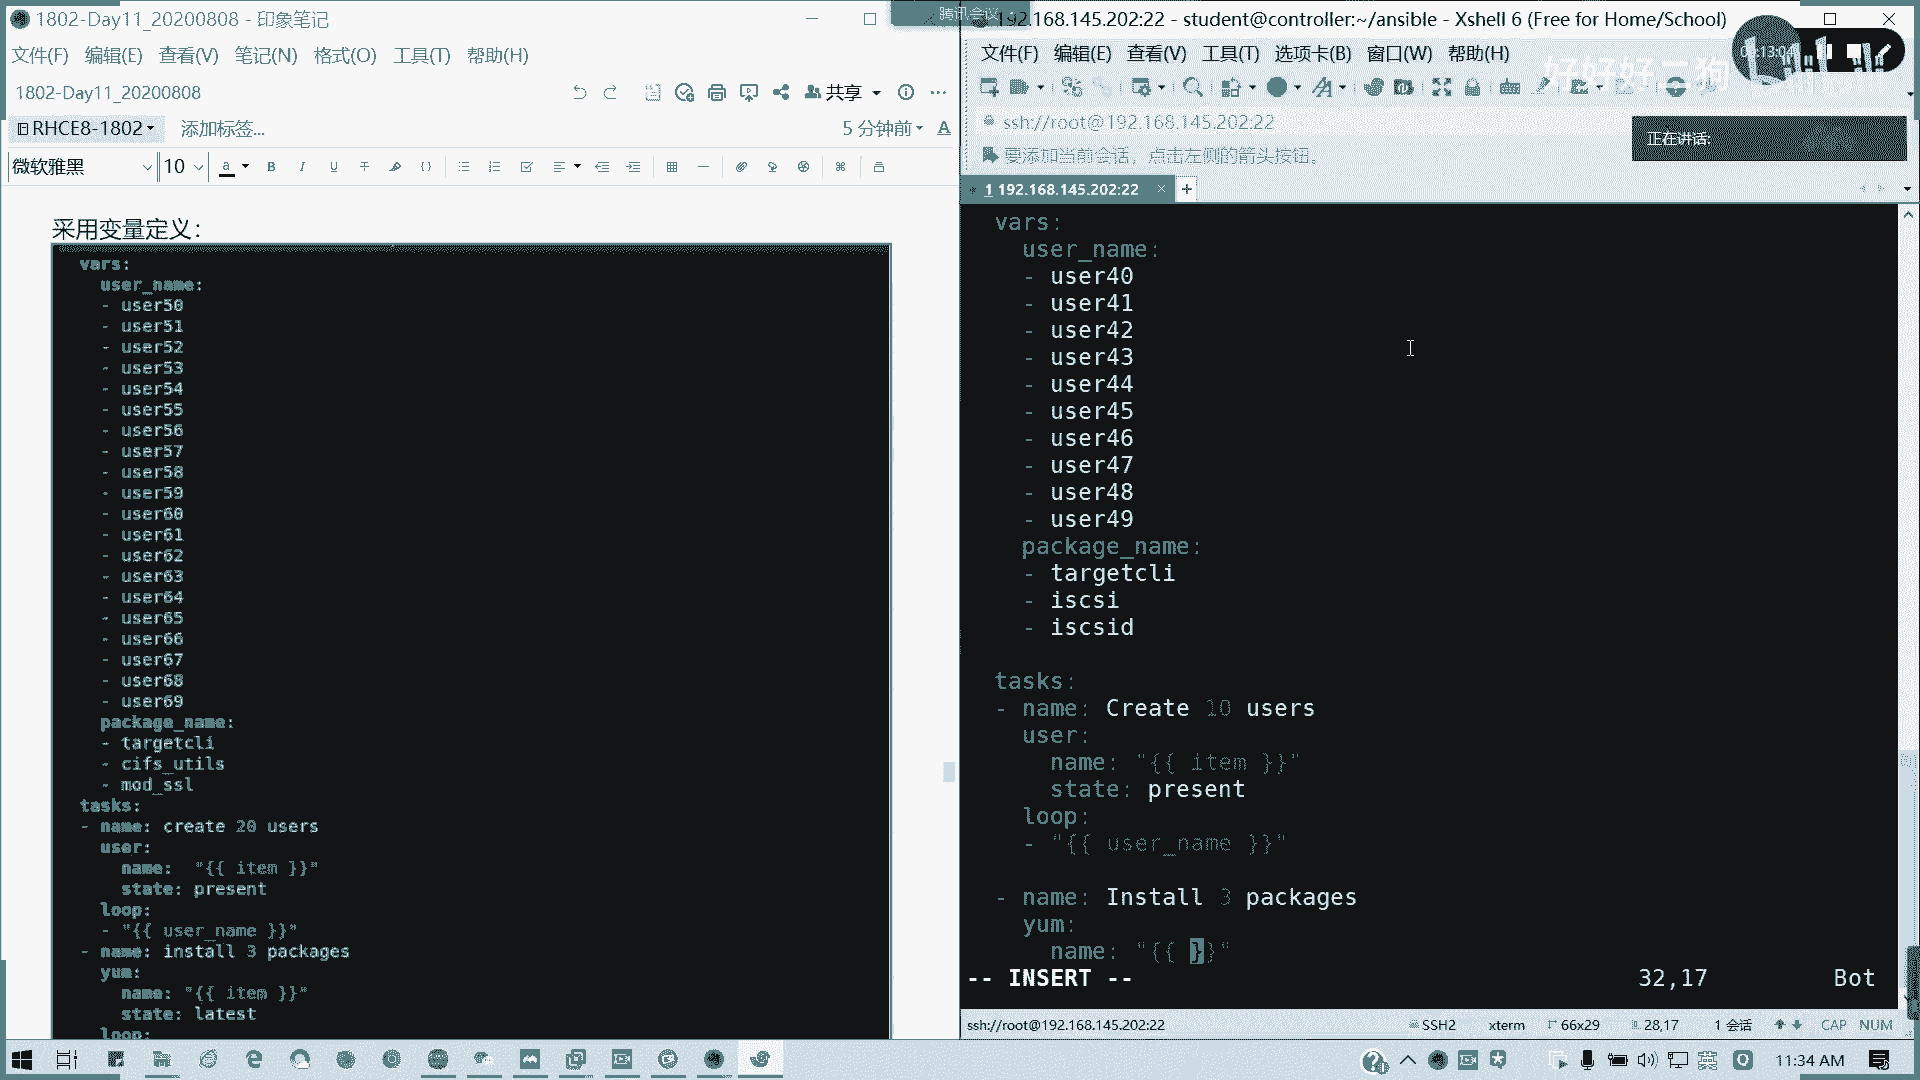 1802-Day11_20200808 - 印象笔记
文件(F) 编辑(E) 查看(V) 笔记(N) 格式(O) 工具(T) 帮助(H)
1802-Day11_20200808
共享
RHCE8-1802
添加标签...
5 分钟前
微软雅黑 10
采用变量定义：
vars:
user_name:
- user50
- user51
- user52
- user53
- user54
- user55
- user56
- user57
- user58
- user59
- user60
- user61
- user62
- user63
- user64
- user65
- user66
- user67
- user68
- user69
package_name:
- targetcli
- cifs_utils
- mod_ssl
tasks:
- name: create 20 users
user:
name: "{{ item }}"
state: present
loop:
- "{{ user_name }}"
- name: install 3 packages
yum:
name: "{{ item }}"
state: latest
loop:
腾讯会议
192.168.145.202:22 - student@controller:~/ansible - Xshell 6 (Free for Home/School)
文件(F) 编辑(E) 查看(V) 工具(T) 选项卡(B) 窗口(W) 帮助(H)
好好好二狗
ssh://root@192.168.145.202:22
正在讲话:
要添加当前会话，点击左侧的箭头按钮。
1 192.168.145.202:22
vars:
user_name:
- user40
- user41
- user42
- user43
- user44
- user45
- user46
- user47
- user48
- user49
package_name:
- targetcli
- iscsi
- iscsid
tasks:
- name: Create 10 users
user:
name: "{{ item }}"
state: present
loop:
- "{{ user_name }}"
- name: Install 3 packages
yum:
name: "{{ }}"
-- INSERT -- 32,17 Bot
ssh://root@192.168.145.202:22 SSH2 xterm 66x29 28,17 1 会话 CAP NUM
英
11:34 AM